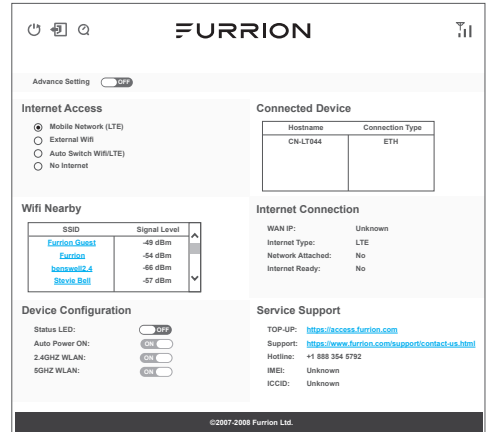 FURRION
Advance Setting OFF
Internet Access
Mobile Network (LTE)
External Wifi
Auto Switch Wifi/LTE)
No Internet
Connected Device
Hostname Connection Type
CN-LT044 ETH
Wifi Nearby
SSID Signal Level
Furrion Guest -49 dBm
Furrion -54 dBm
benswell2.4 -66 dBm
Stevie Bell -57 dBm
Internet Connection
WAN IP: Unknown
Internet Type: LTE
Network Attached: No
Internet Ready: No
Device Configuration
Status LED: OFF
Auto Power ON: ON
2.4GHZ WLAN: ON
5GHZ WLAN: ON
Service Support
TOP-UP: https://access.furrion.com
Support: https://www.furrion.com/support/contact-us.html
Hotline: +1 888 354 5792
IMEI: Unknown
ICCID: Unknown
©2007-2008 Furrion Ltd.